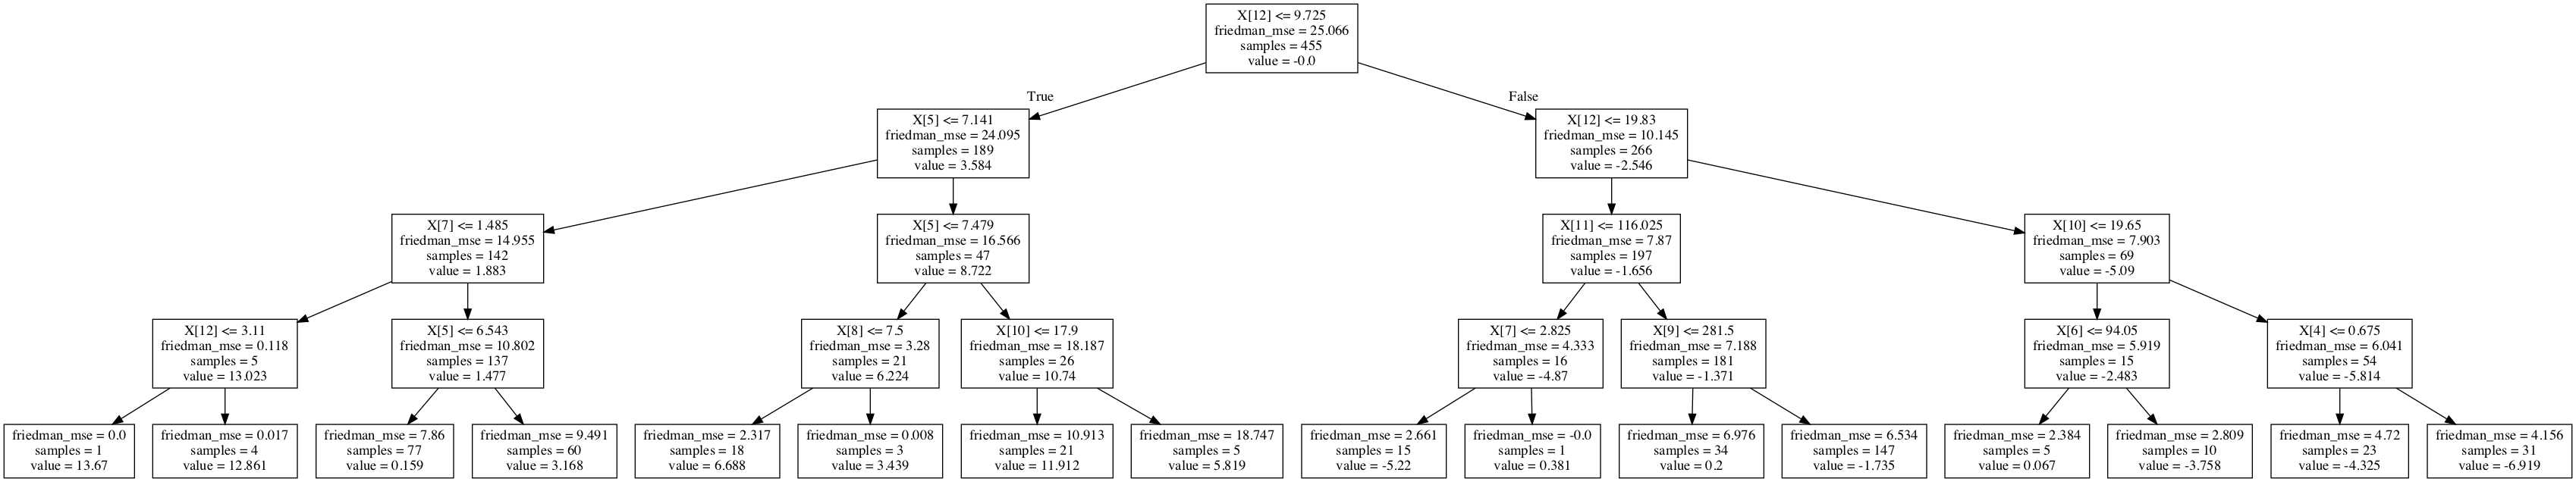 X[12] <= 9.725
friedman_mse = 25.066
samples = 455
value = -0.0
True
False
X[5] <= 7.141
friedman_mse = 24.095
samples = 189
value = 3.584
X[12] <= 19.83
friedman_mse = 10.145
samples = 266
value = -2.546
X[7] <= 1.485
friedman_mse = 14.955
samples = 142
value = 1.883
X[5] <= 7.479
friedman_mse = 16.566
samples = 47
value = 8.722
X[11] <= 116.025
friedman_mse = 7.87
samples = 197
value = -1.656
X[10] <= 19.65
friedman_mse = 7.903
samples = 69
value = -5.09
X[12] <= 3.11
friedman_mse = 0.118
samples = 5
value = 13.023
X[5] <= 6.543
friedman_mse = 10.802
samples = 137
value = 1.477
X[8] <= 7.5
friedman_mse = 3.28
samples = 21
value = 6.224
X[10] <= 17.9
friedman_mse = 18.187
samples = 26
value = 10.74
X[7] <= 2.825
friedman_mse = 4.333
samples = 16
value = -4.87
X[9] <= 281.5
friedman_mse = 7.188
samples = 181
value = -1.371
X[6] <= 94.05
friedman_mse = 5.919
samples = 15
value = -2.483
X[4] <= 0.675
friedman_mse = 6.041
samples = 54
value = -5.814
friedman_mse = 0.0
samples = 1
value = 13.67
friedman_mse = 0.017
samples = 4
value = 12.861
friedman_mse = 7.86
samples = 77
value = 0.159
friedman_mse = 9.491
samples = 60
value = 3.168
friedman_mse = 2.317
samples = 18
value = 6.688
friedman_mse = 0.008
samples = 3
value = 3.439
friedman_mse = 10.913
samples = 21
value = 11.912
friedman_mse = 18.747
samples = 5
value = 5.819
friedman_mse = 2.661
samples = 15
value = -5.22
friedman_mse = -0.0
samples = 1
value = 0.381
friedman_mse = 6.976
samples = 34
value = 0.2
friedman_mse = 6.534
samples = 147
value = -1.735
friedman_mse = 2.384
samples = 5
value = 0.067
friedman_mse = 2.809
samples = 10
value = -3.758
friedman_mse = 4.72
samples = 23
value = -4.325
friedman_mse = 4.156
samples = 31
value = -6.919